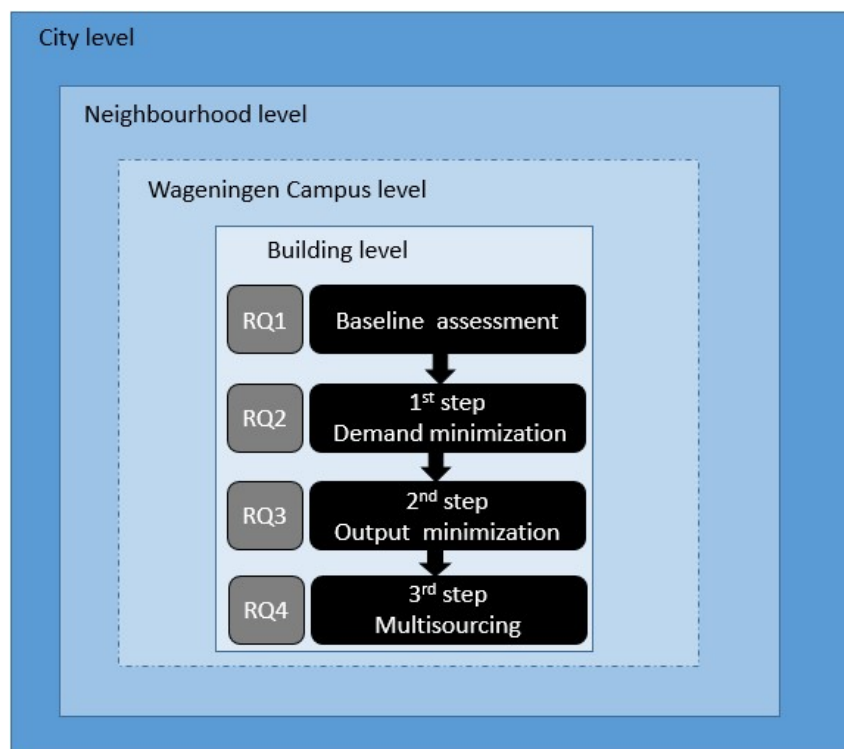 City level
Neighbourhood level
Wageningen Campus level
Building level
RQ1
Baseline assessment
RQ2
1st step
Demand minimization
RQ3
2nd step
Output minimization
RQ4
3rd step
Multisourcing